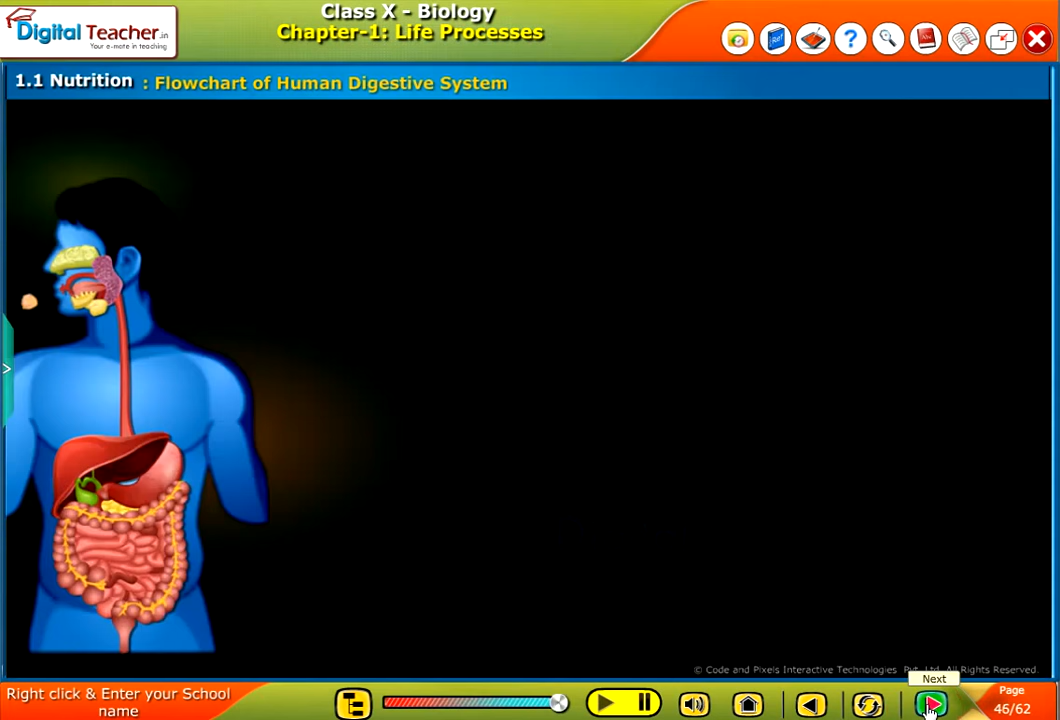 Digital Teacher.in
Your e-mate in teaching
Class X - Biology
Chapter-1: Life Processes
1.1 Nutrition : Flowchart of Human Digestive System
© Code and Pixels Interactive Technologies Pvt. Ltd. All Rights Reserved.
Next
Right click & Enter your School
name
Page
46/62